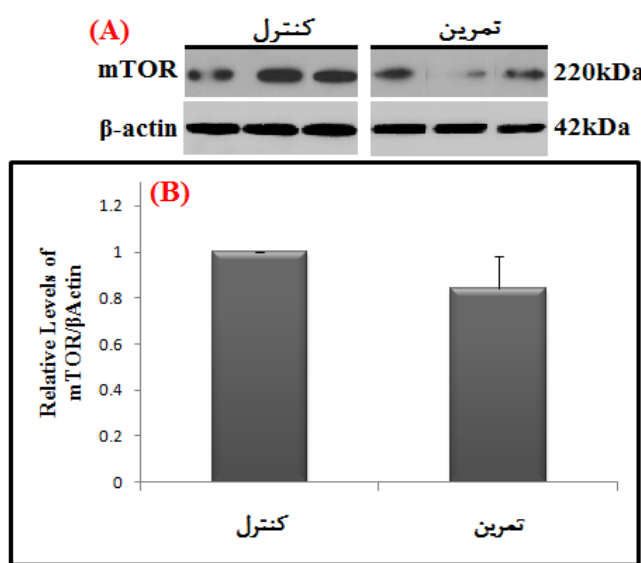 (A) کنترل تمرین
mTOR 220kDa
β-actin 42kDa
(B)
Relative Levels of
mTOR/βActin
1.2
1
0.8
0.6
0.4
0.2
0
کنترل تمرین